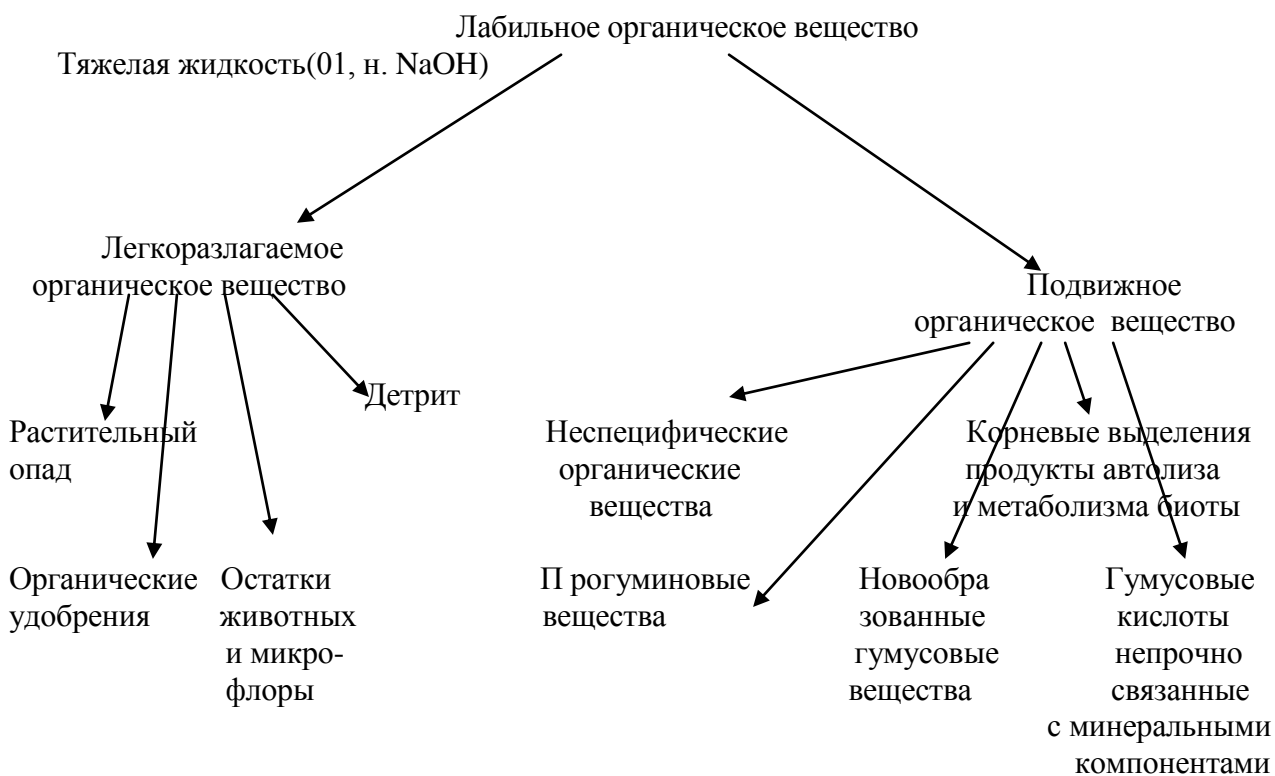 Лабильное органическое вещество
Тяжелая жидкость(01, н. NaOH)
Легкоразлагаемое
органическое вещество
Подвижное
органическое вещество
Детрит
Растительный
опад
Неспецифические
органические
вещества
Корневые выделения
продукты автолиза
и метаболизма биоты
Органические
удобрения
Остатки
животных
и микро-
флоры
П рогуминовые
вещества
Новообра
зованные
гумусовые
вещества
Гумусовые
кислоты
непрочно
связанные
с минеральными
компонентами